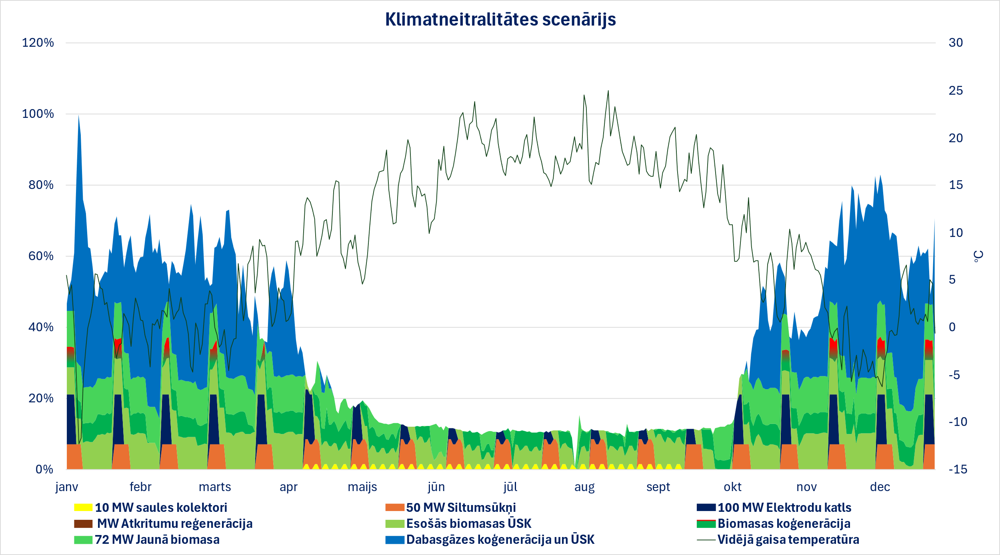 Klimatneitralitātes scenārijs
120%
100%
80%
60%
40%
20%
0%
30
25
20
15
10
5
0
-5
-10
-15
°C
janv febr marts apr maijs jūn jūl aug sept okt nov dec
10 MW saules kolektori 50 MW Siltumsūkņi 100 MW Elektrodu katls
MW Atkritumu reģenerācija Esošās biomasas ŪSK Biomasas koģenerācija
72 MW Jaunā biomasa Dabasgāzes koģenerācija un ŪSK Vidējā gaisa temperatūra